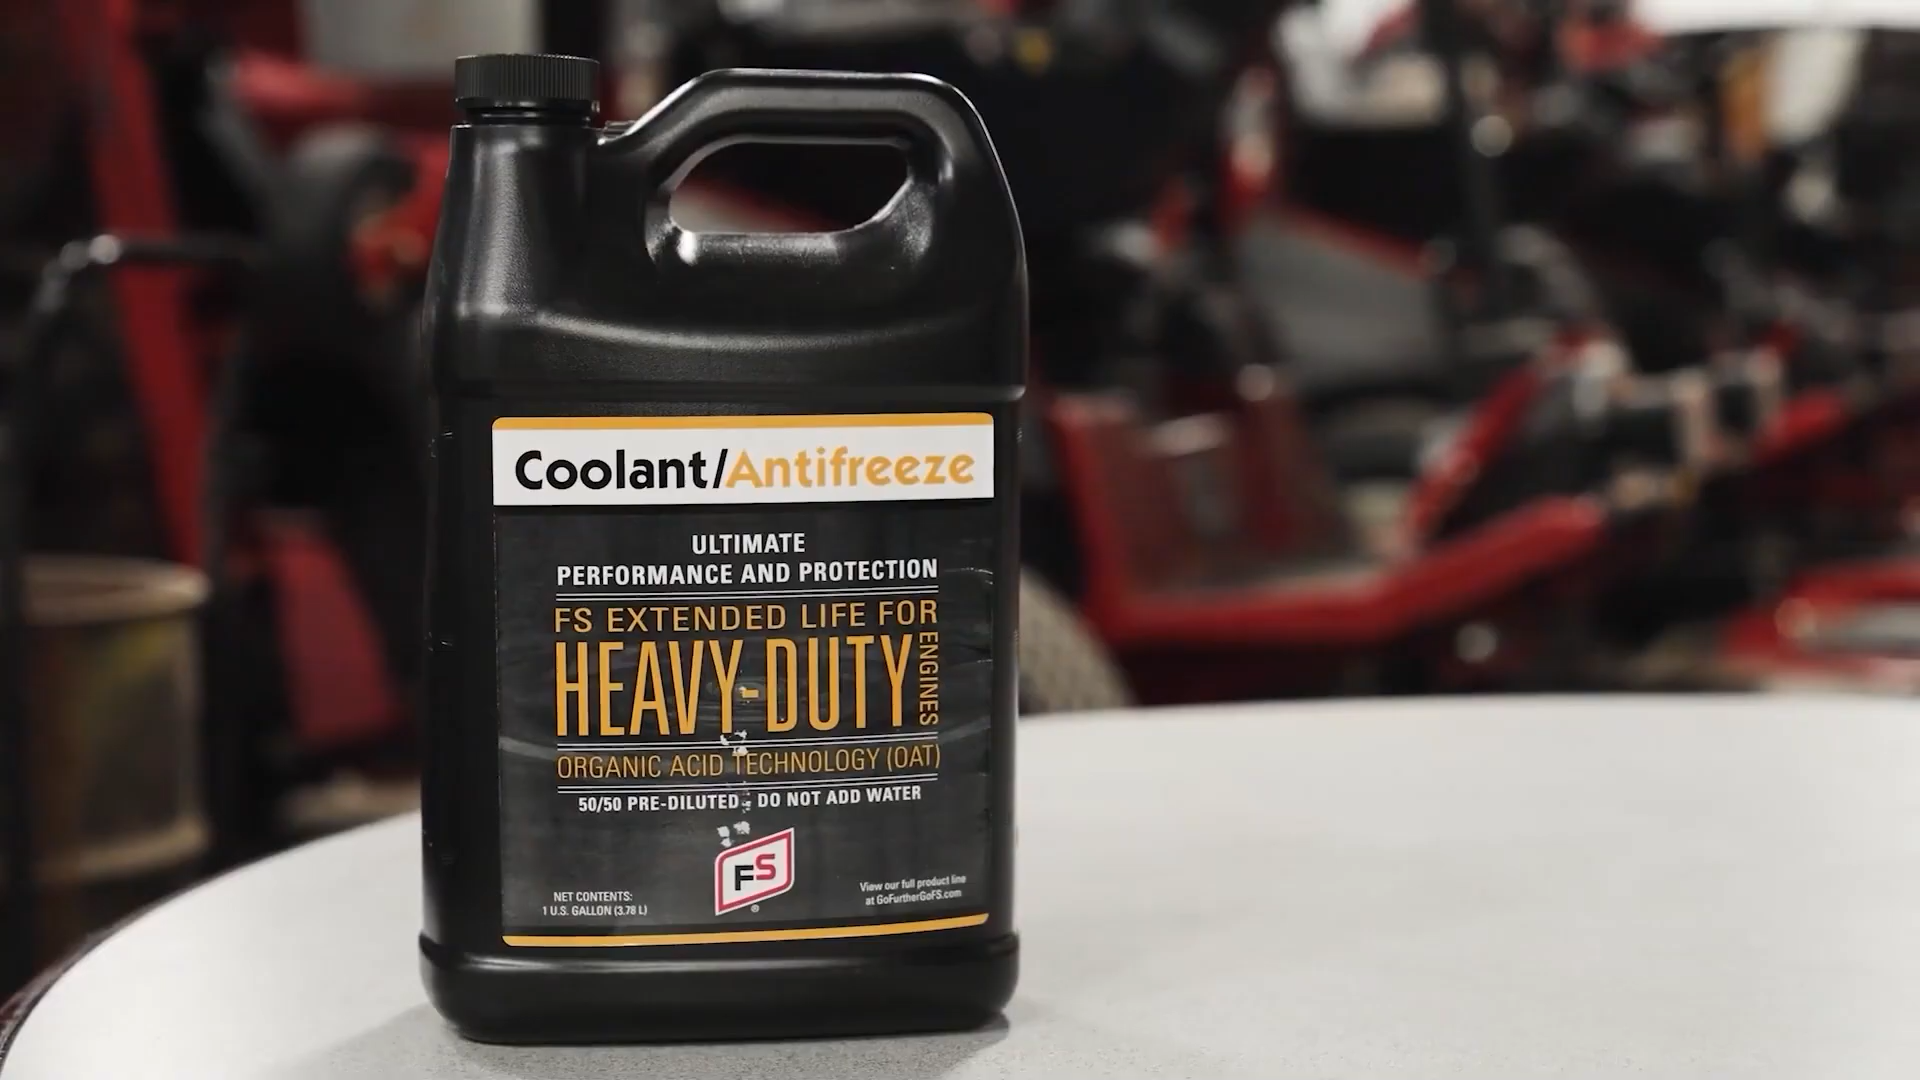 Coolant/Antifreeze
ULTIMATE
PERFORMANCE AND PROTECTION
FS EXTENDED LIFE FOR
HEAVY-DUTY
ENGINES
ORGANIC ACID TECHNOLOGY (OAT)
50/50 PRE-DILUTED - DO NOT ADD WATER
FS
®
NET CONTENTS:
1 U.S. GALLON (3.78 L)
View our full product line
at GoFurtherGoFS.com